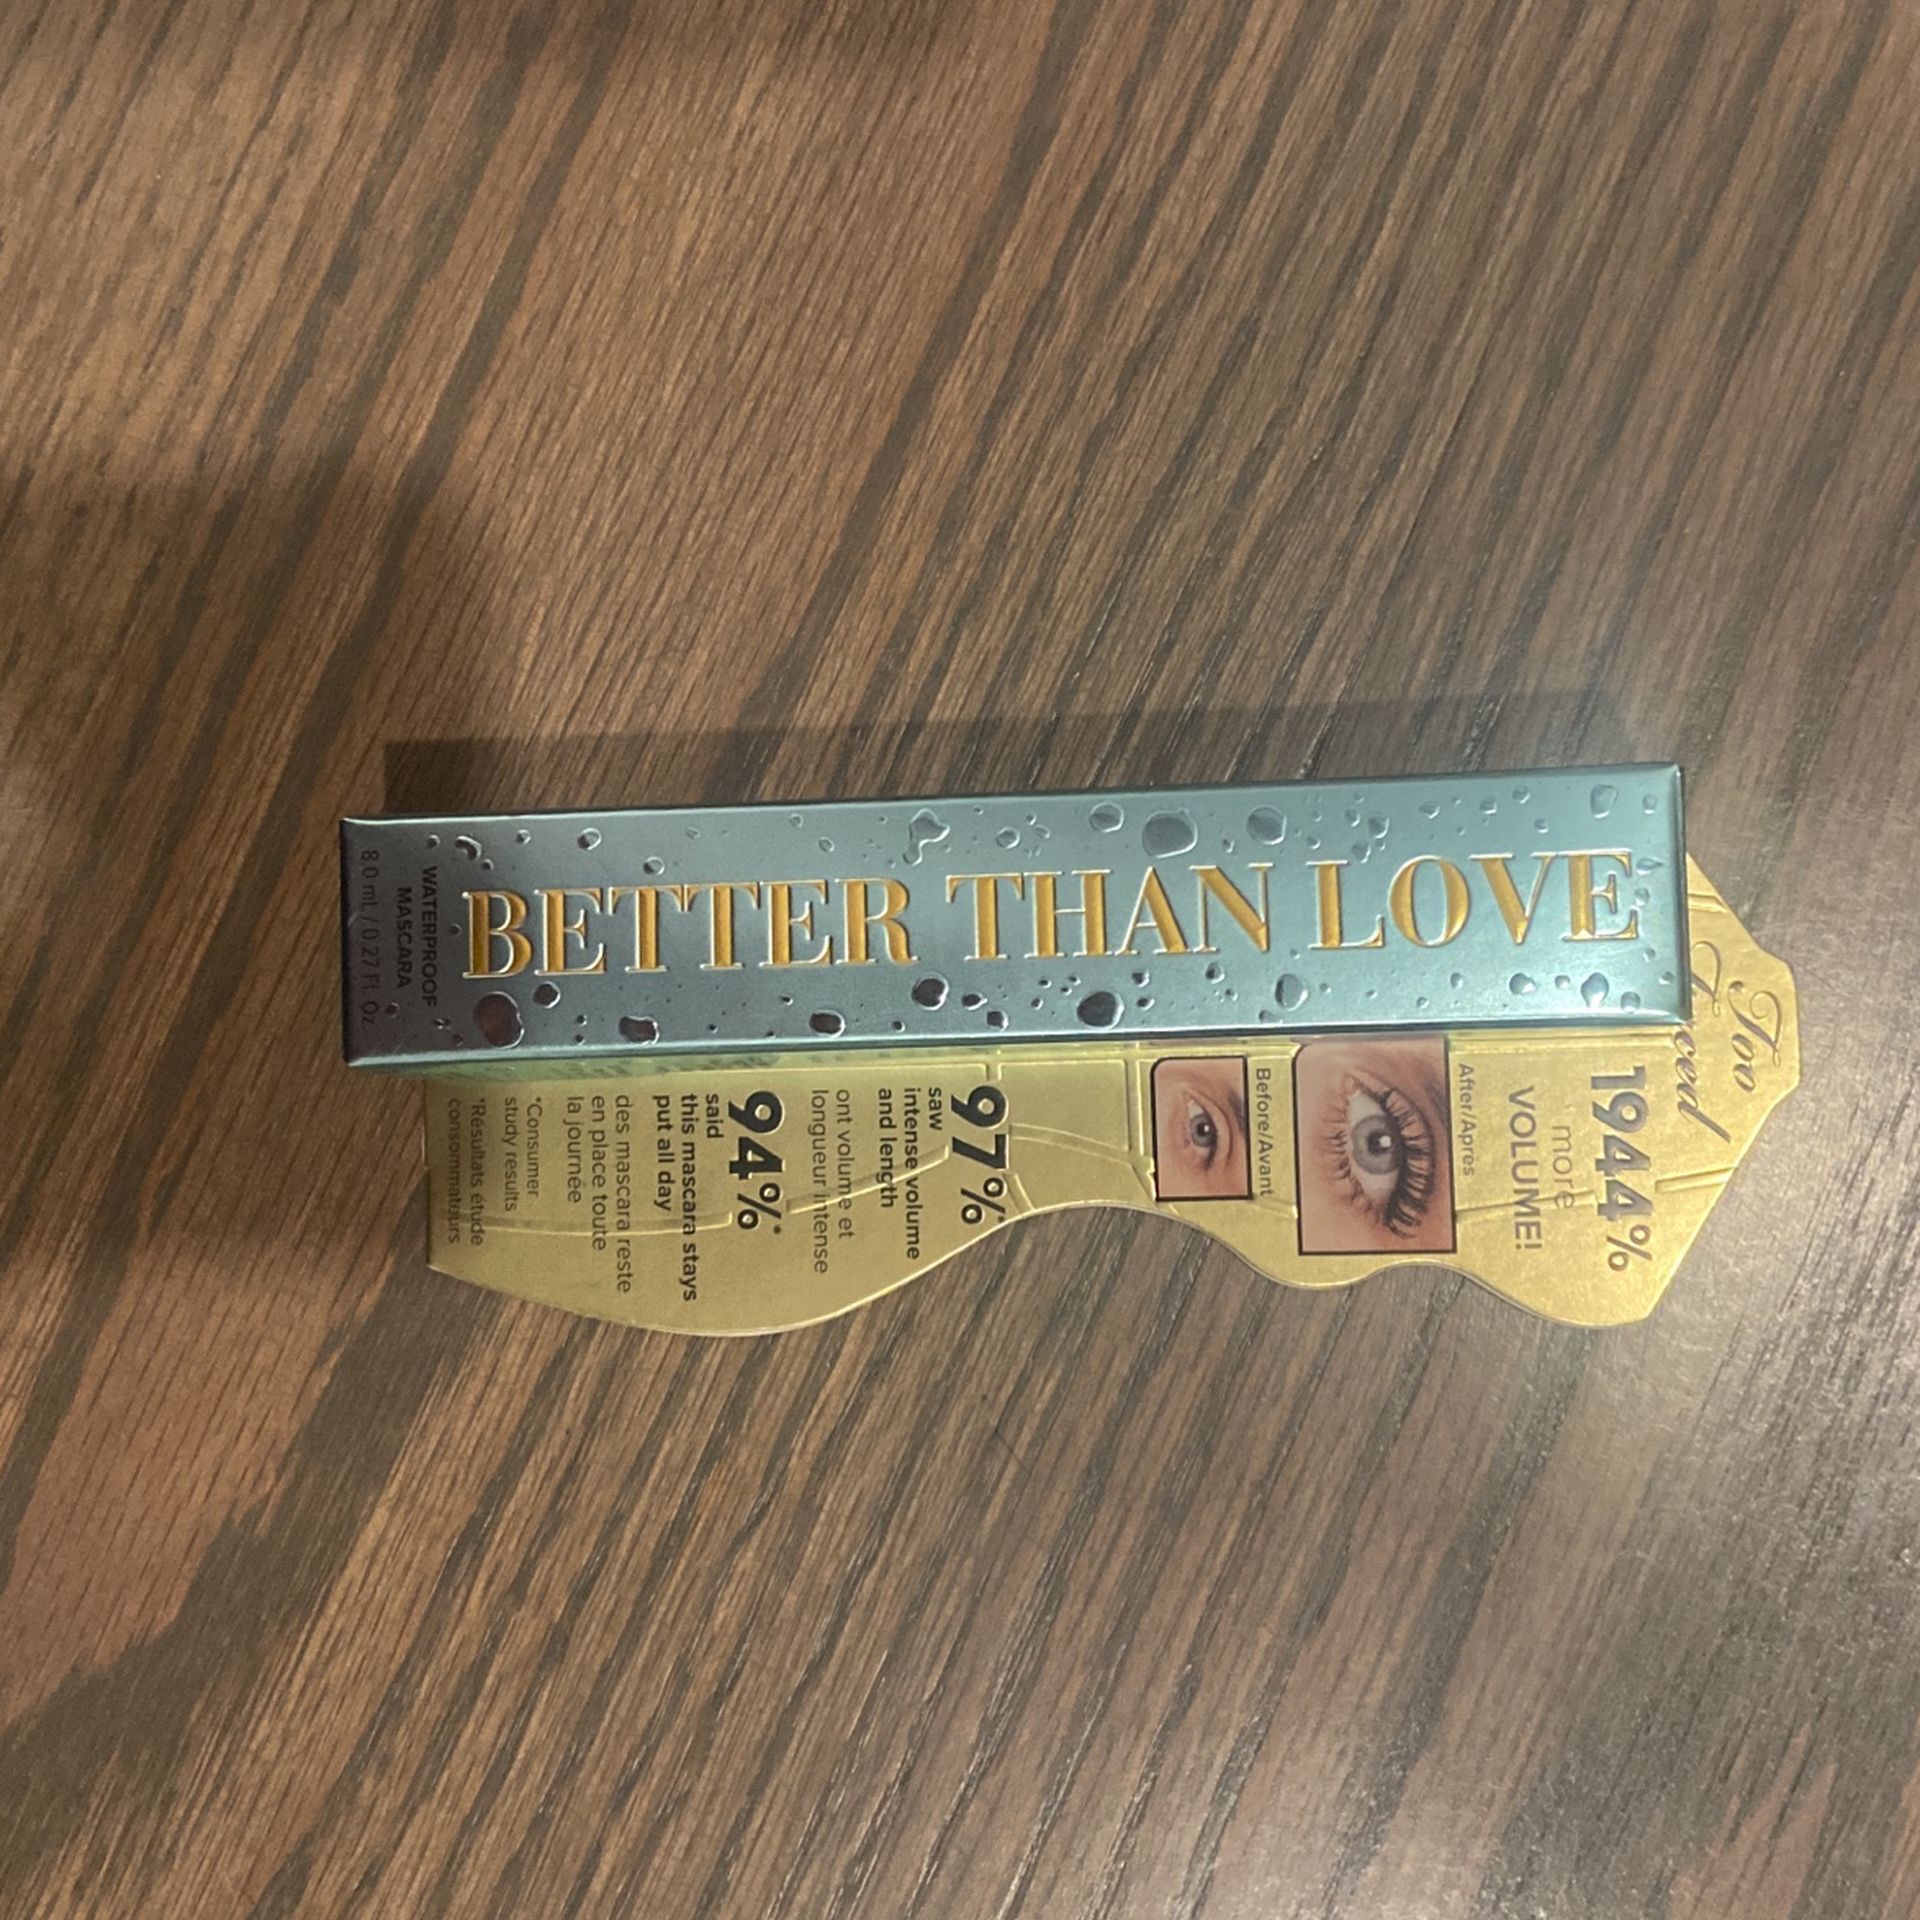 BETTER THAN LOVE
WATERPROOF
MASCARA
8.0 mL / 0.27 Fl. Oz.
Too
1944%
more
VOLUME!
After/Après
Before/Avant
97%*
saw
intense volume
and length
ont volume et
longueur intense
94%*
said
this mascara stays
put all day
des mascara reste
en place toute
la journée
*Consumer
study results
*Résultats étude
consommateurs